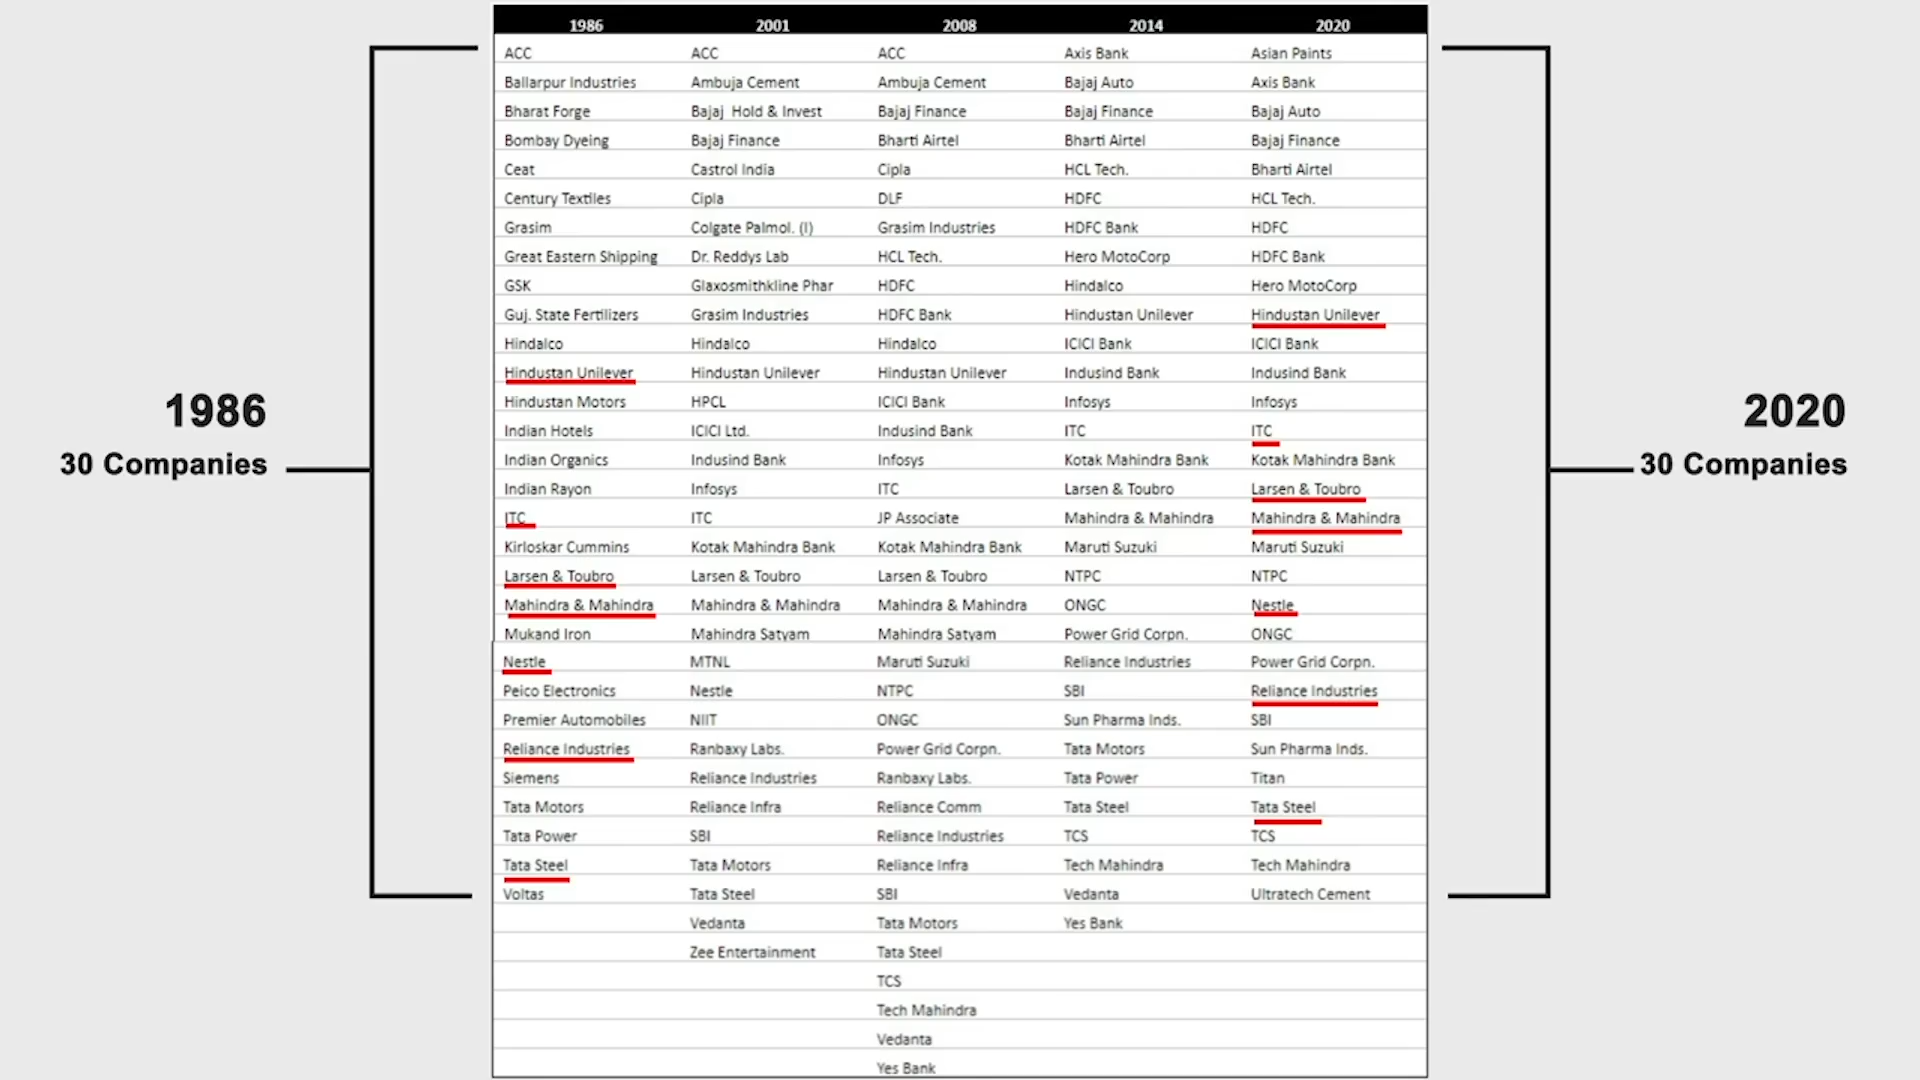 1986 2001 2008 2014 2020
ACC ACC ACC Axis Bank Asian Paints
Ballarpur Industries Ambuja Cement Ambuja Cement Bajaj Auto Axis Bank
Bharat Forge Bajaj Hold & Invest Bajaj Finance Bajaj Finance Bajaj Auto
Bombay Dyeing Bajaj Finance Bharti Airtel Bharti Airtel Bajaj Finance
Ceat Castrol India Cipla HCL Tech. Bharti Airtel
Century Textiles Cipla DLF HDFC HCL Tech.
Grasim Colgate Palmol. (I) Grasim Industries HDFC Bank HDFC
Great Eastern Shipping Dr. Reddys Lab HCL Tech. Hero MotoCorp HDFC Bank
GSK Glaxosmithkline Phar HDFC Hindalco Hero MotoCorp
Guj. State Fertilizers Grasim Industries HDFC Bank Hindustan Unilever Hindustan Unilever
Hindalco Hindalco Hindalco ICICI Bank ICICI Bank
Hindustan Unilever Hindustan Unilever Hindustan Unilever Indusind Bank Indusind Bank
Hindustan Motors HPCL ICICI Bank Infosys Infosys
Indian Hotels ICICI Ltd. Indusind Bank ITC ITC
Indian Organics Indusind Bank Infosys Kotak Mahindra Bank Kotak Mahindra Bank
Indian Rayon Infosys ITC Larsen & Toubro Larsen & Toubro
ITC ITC JP Associate Mahindra & Mahindra Mahindra & Mahindra
Kirloskar Cummins Kotak Mahindra Bank Kotak Mahindra Bank Maruti Suzuki Maruti Suzuki
Larsen & Toubro Larsen & Toubro Larsen & Toubro NTPC NTPC
Mahindra & Mahindra Mahindra & Mahindra Mahindra & Mahindra ONGC Nestle
Mukand Iron Mahindra Satyam Mahindra Satyam Power Grid Corpn. ONGC
Nestle MTNL Maruti Suzuki Reliance Industries Power Grid Corpn.
Peico Electronics Nestle NTPC SBI Reliance Industries
Premier Automobiles NIIT ONGC Sun Pharma Inds. SBI
Reliance Industries Ranbaxy Labs. Power Grid Corpn. Tata Motors Sun Pharma Inds.
Siemens Reliance Industries Ranbaxy Labs. Tata Power Titan
Tata Motors Reliance Infra Reliance Comm Tata Steel Tata Steel
Tata Power SBI Reliance Industries TCS TCS
Tata Steel Tata Motors Reliance Infra Tech Mahindra Tech Mahindra
Voltas Tata Steel SBI Vedanta Ultratech Cement
Vedanta Tata Motors Yes Bank
Zee Entertainment Tata Steel
TCS
Tech Mahindra
Vedanta
Yes Bank
1986
30 Companies
2020
30 Companies